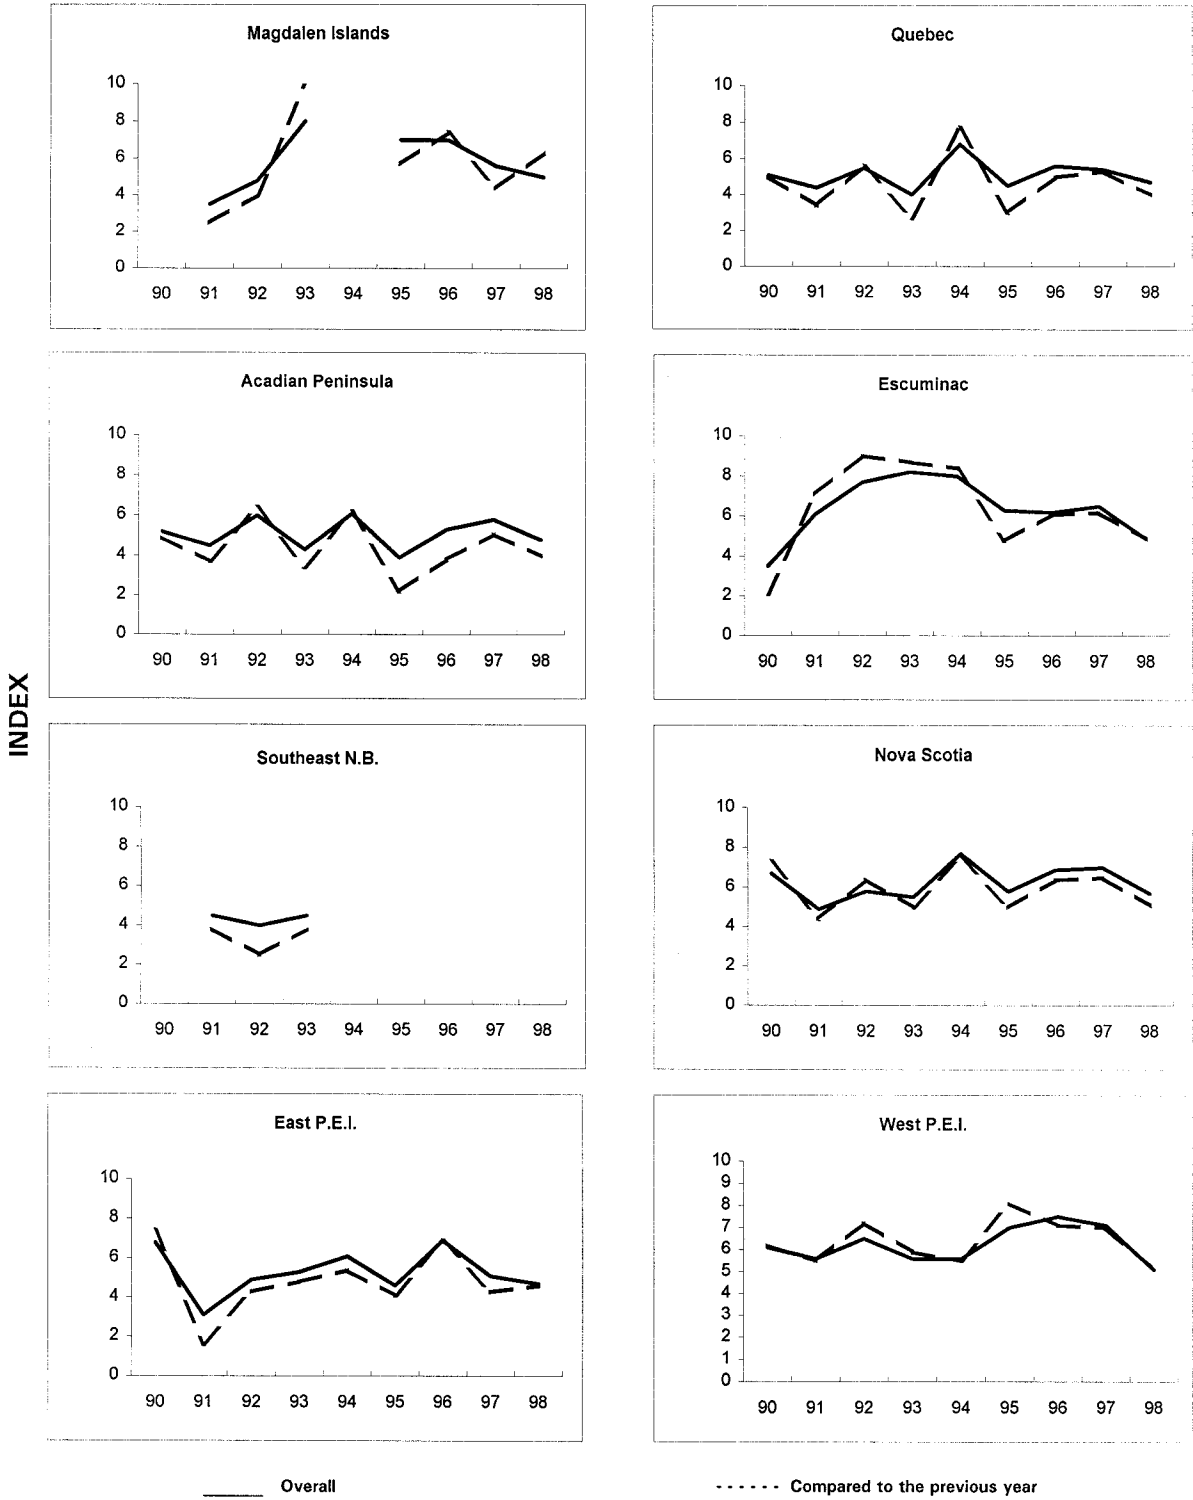 INDEX
Magdalen Islands
10
8
6
4
2
0
90 91 92 93 94 95 96 97 98
Quebec
10
8
6
4
2
0
90 91 92 93 94 95 96 97 98
Acadian Peninsula
10
8
6
4
2
0
90 91 92 93 94 95 96 97 98
Escuminac
10
8
6
4
2
0
90 91 92 93 94 95 96 97 98
Southeast N.B.
10
8
6
4
2
0
90 91 92 93 94 95 96 97 98
Nova Scotia
10
8
6
4
2
0
90 91 92 93 94 95 96 97 98
East P.E.I.
10
8
6
4
2
0
90 91 92 93 94 95 96 97 98
West P.E.I.
10
9
8
7
6
5
4
3
2
1
0
90 91 92 93 94 95 96 97 98
Overall
Compared to the previous year